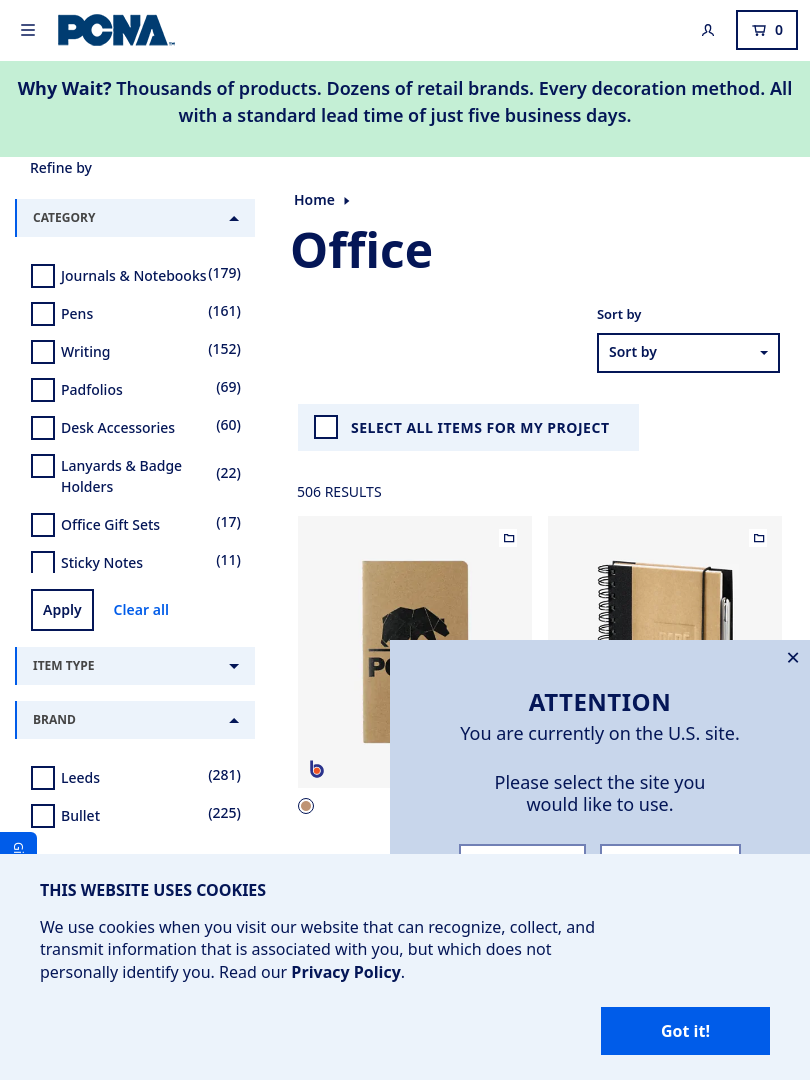 PCNA
0
Why Wait? Thousands of products. Dozens of retail brands. Every decoration method. All
with a standard lead time of just five business days.
Refine by
CATEGORY
Journals & Notebooks (179)
Pens (161)
Writing (152)
Padfolios (69)
Desk Accessories (60)
Lanyards & Badge
Holders (22)
Office Gift Sets (17)
Sticky Notes (11)
Apply Clear all
ITEM TYPE
BRAND
Leeds (281)
Bullet (225)
Home
Office
Sort by
Sort by
SELECT ALL ITEMS FOR MY PROJECT
506 RESULTS
b
ATTENTION
You are currently on the U.S. site.
Please select the site you
would like to use.
THIS WEBSITE USES COOKIES
We use cookies when you visit our website that can recognize, collect, and
transmit information that is associated with you, but which does not
personally identify you. Read our Privacy Policy.
Got it!